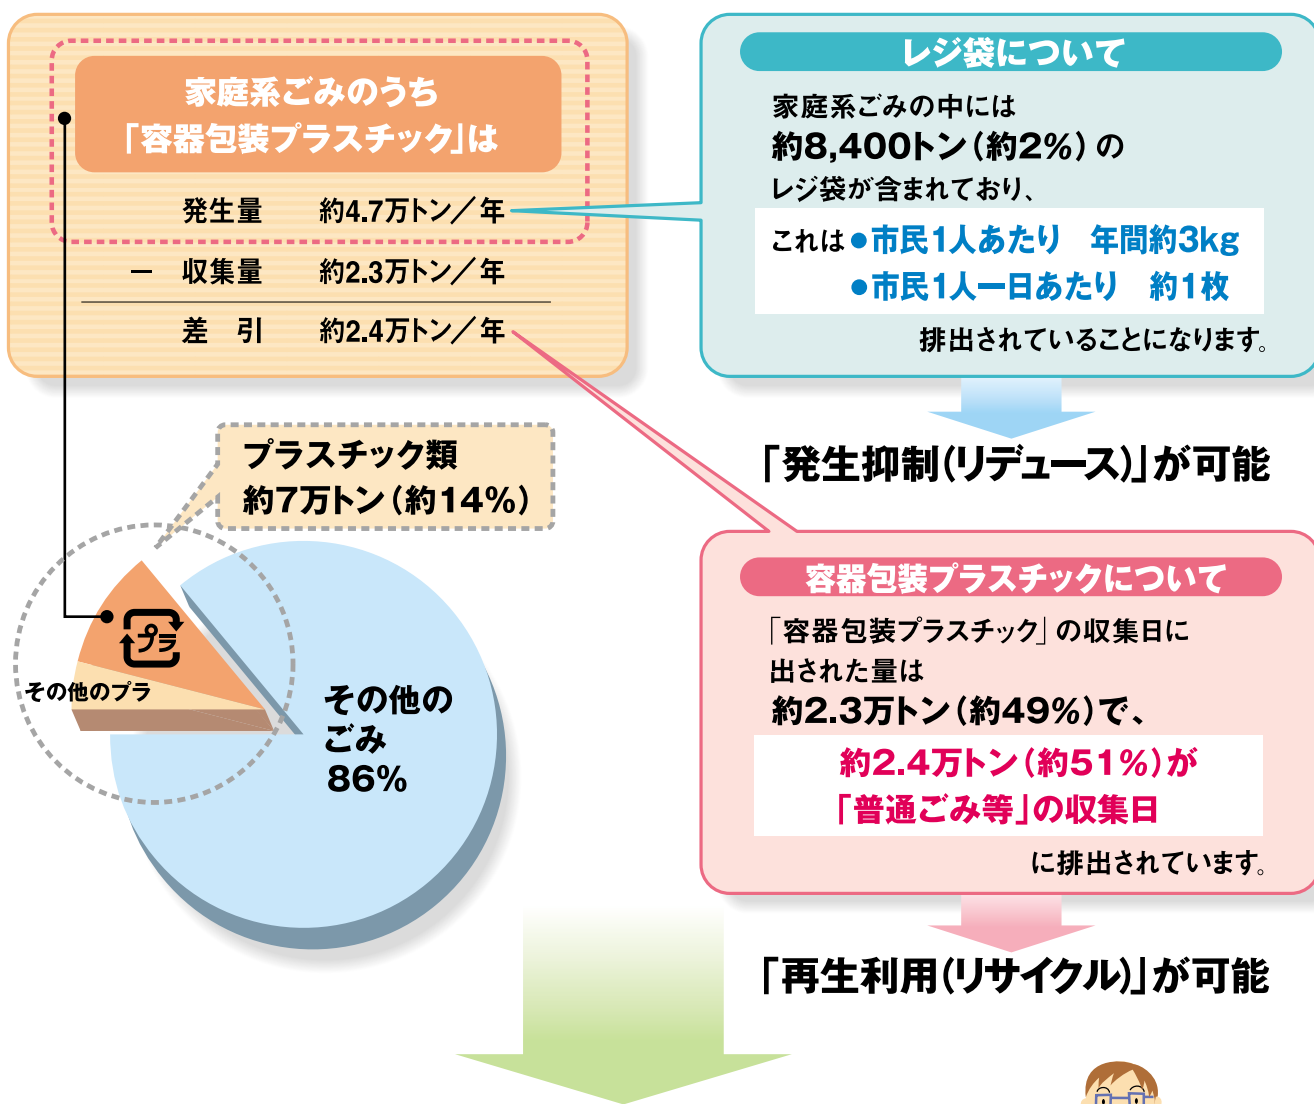 家庭系ごみのうち
「容器包装プラスチック」は
発生量　約4.7万トン／年
－　収集量　約2.3万トン／年
差　引　約2.4万トン／年
レジ袋について
家庭系ごみの中には
約8,400トン（約2%）の
レジ袋が含まれており、
これは●市民1人あたり　年間約3kg
●市民1人一日あたり　約1枚
排出されていることになります。
「発生抑制(リデュース)」が可能
プラスチック類
約7万トン（約14%）
プラ
その他のプラ
その他の
ごみ
86%
容器包装プラスチックについて
「容器包装プラスチック」の収集日に
出された量は
約2.3万トン（約49%）で、
約2.4万トン（約51%）が
「普通ごみ等」の収集日
に排出されています。
「再生利用(リサイクル)」が可能